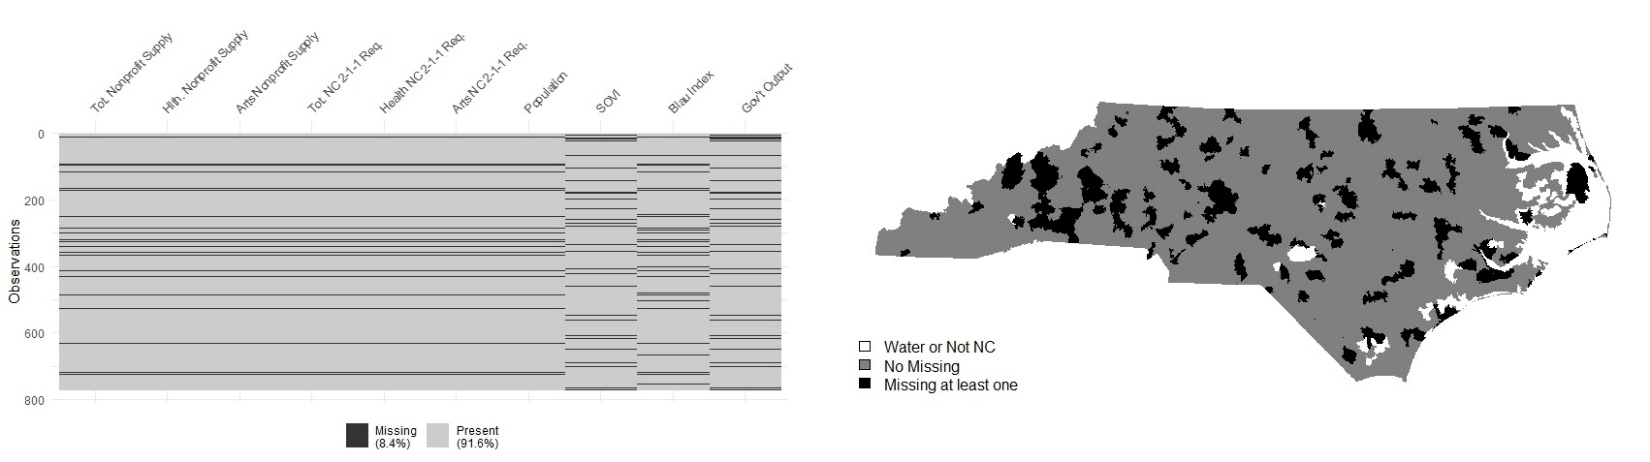 Tot. Nonprofit Supply
Hlth. Nonprofit Supply
Arts Nonprofit Supply
Tot. NC 2-1-1 Req.
Health NC 2-1-1 Req.
Arts NC 2-1-1 Req.
Population
SOVI
Blau Index
Gov't Output
0
200
400
600
800
Observations
Missing
(8.4%)
Present
(91.6%)
Water or Not NC
No Missing
Missing at least one